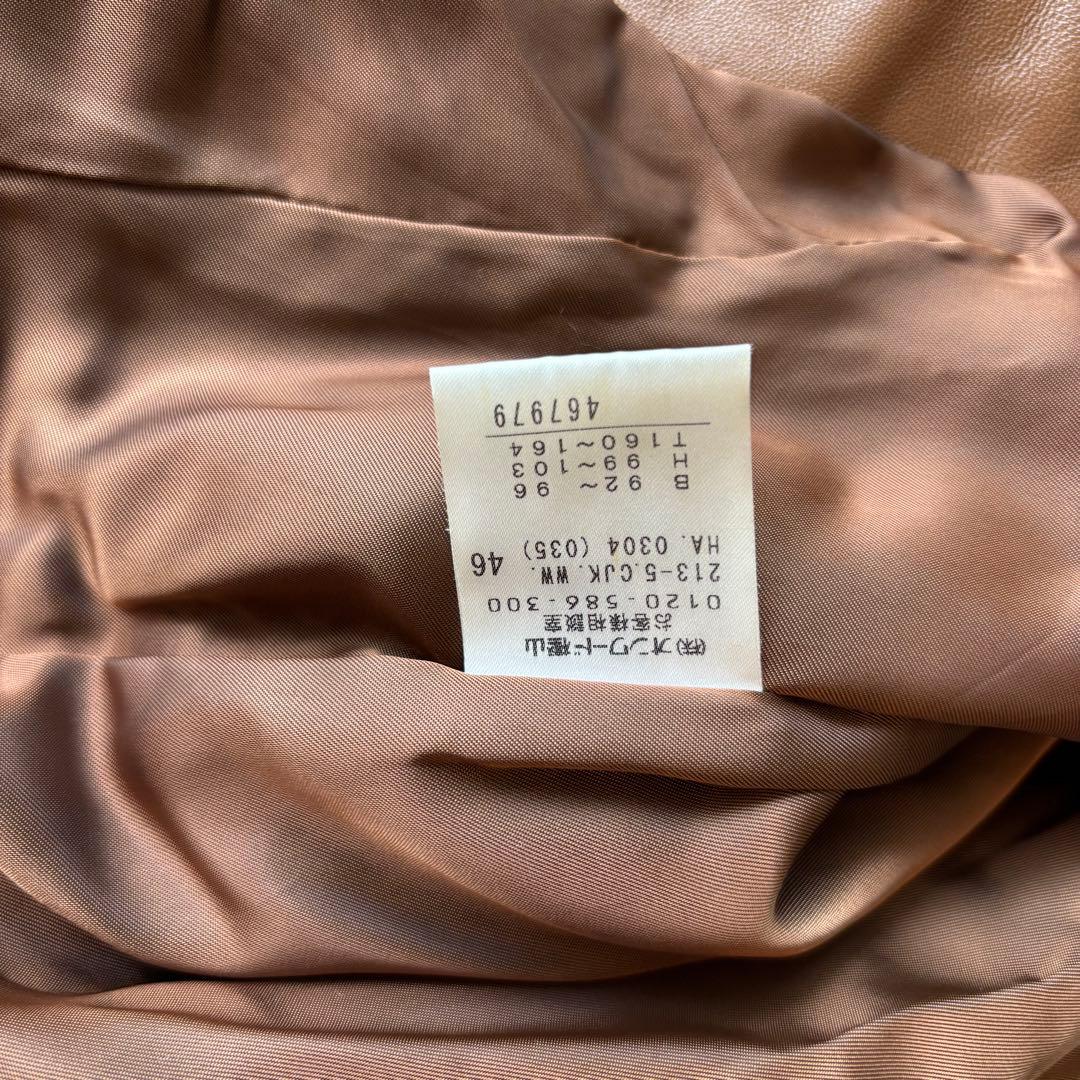 ㈱オンワード樫山
お客様相談室
0120-586-300
213-5.CJK.WW.
HA.0304 (035) 46
B 92～ 96
H 99～103
T160～164
467979